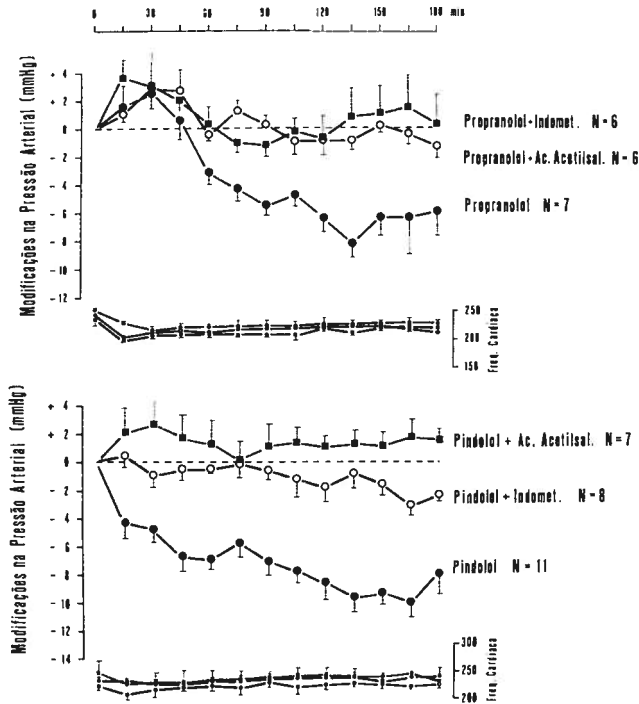 0 30 60 90 120 150 180 min
Modificações na Pressão Arterial (mmHg)
+ 4
+ 2
0
- 2
- 4
- 6
- 8
- 10
- 12
Propranolol+Indomet. N=6
Propranolol+Ac. Acetilsal. N=6
Propranolol N=7
250
200
150
Freq. Cardíaca
Modificações na Pressão Arterial (mmHg)
+ 4
+ 2
0
- 2
- 4
- 6
- 8
- 10
- 12
- 14
Pindolol + Ac. Acetilsal. N=7
Pindolol + Indomet. N=8
Pindolol N=11
300
250
200
Freq. Cardíaca